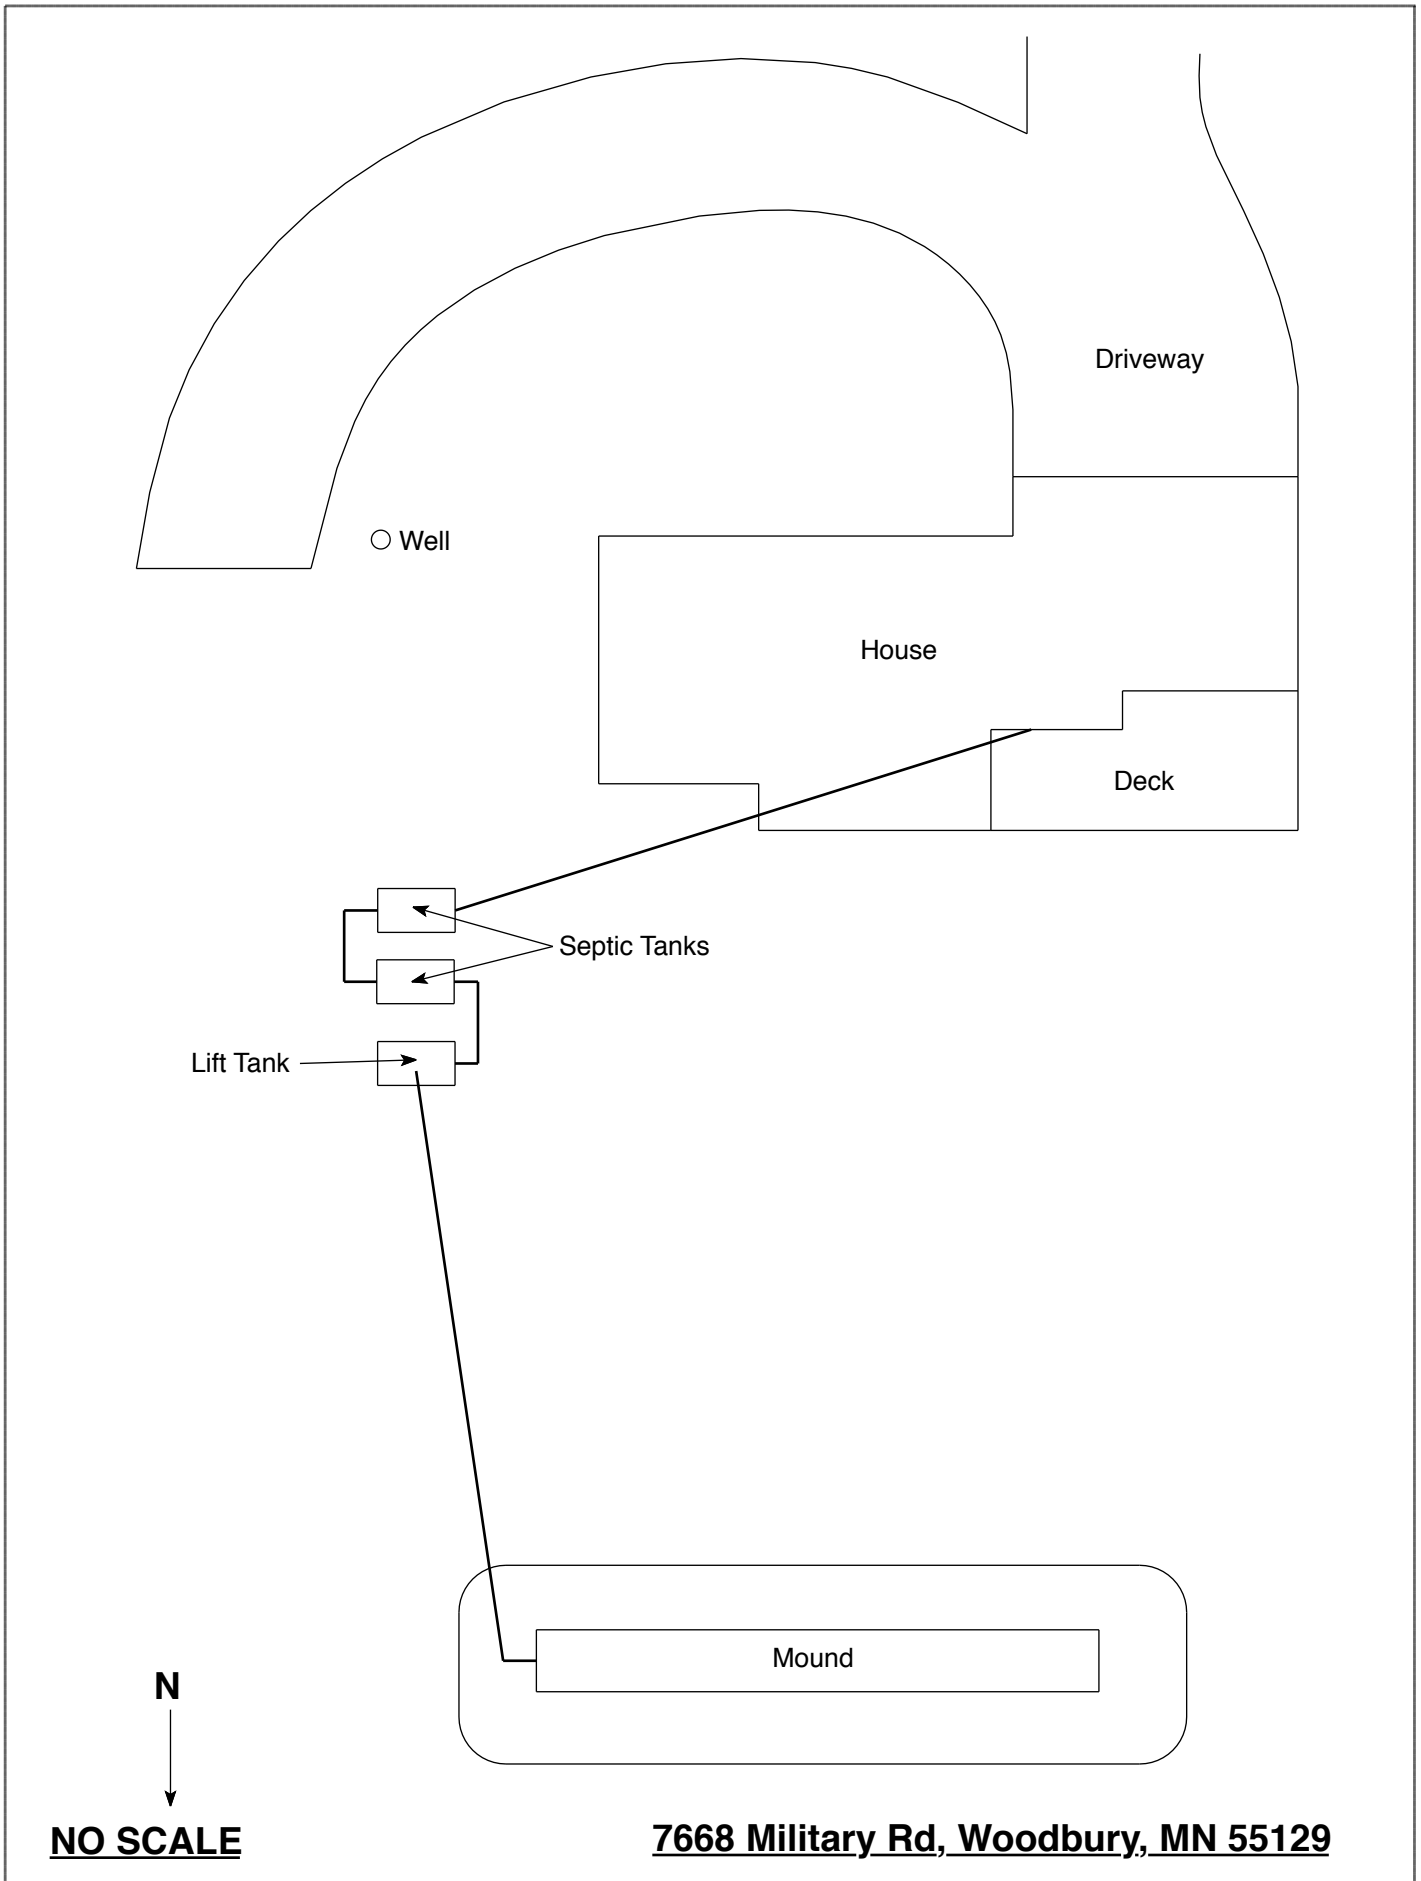 Driveway
Well
House
Deck
Septic Tanks
Lift Tank
Mound
N
NO SCALE
7668 Military Rd, Woodbury, MN 55129